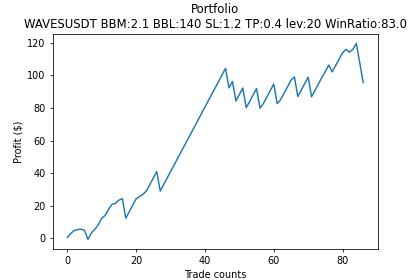 Portfolio
WAVESUSDT BBM:2.1 BBL:140 SL:1.2 TP:0.4 lev:20 WinRatio:83.0
120
100
80
60
40
20
0
Profit ($)
0 20 40 60 80
Trade counts